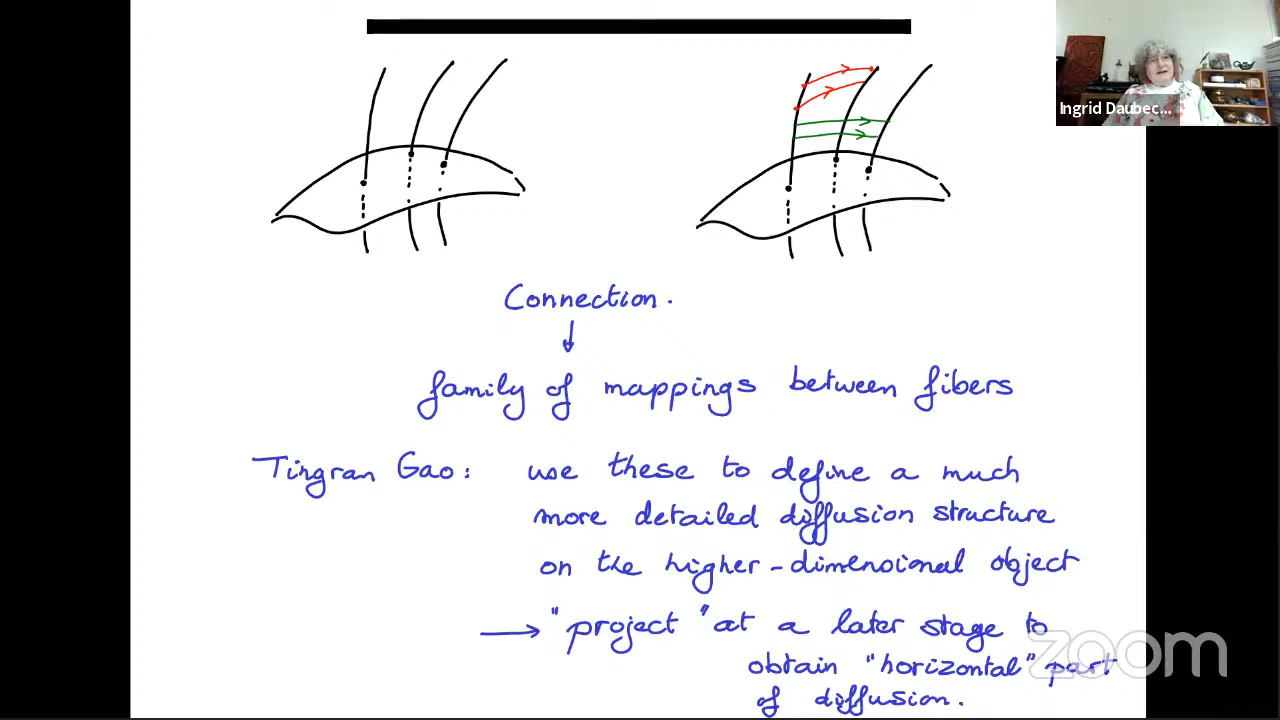 Ingrid Daubec...
Connection.
family of mappings between fibers
Tingran Gao: use these to define a much
more detailed diffusion structure
on the higher-dimensional object
→ "project" at a later stage to
obtain "horizontal" part
of diffusion.
zoom